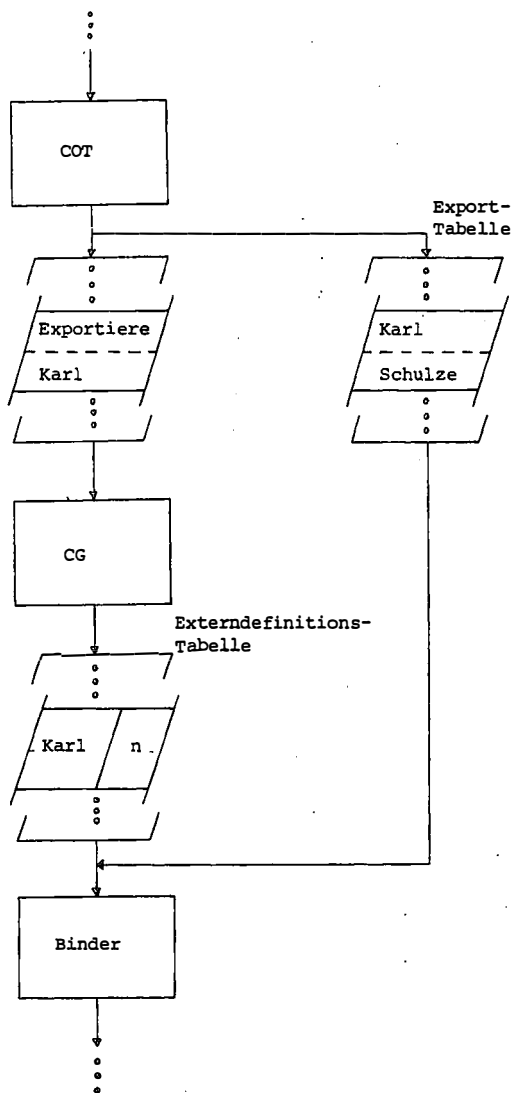 COT
Export-
Tabelle
Exportiere
Karl
Karl
Schulze
CG
Externdefinitions-
Tabelle
Karl
n
Binder